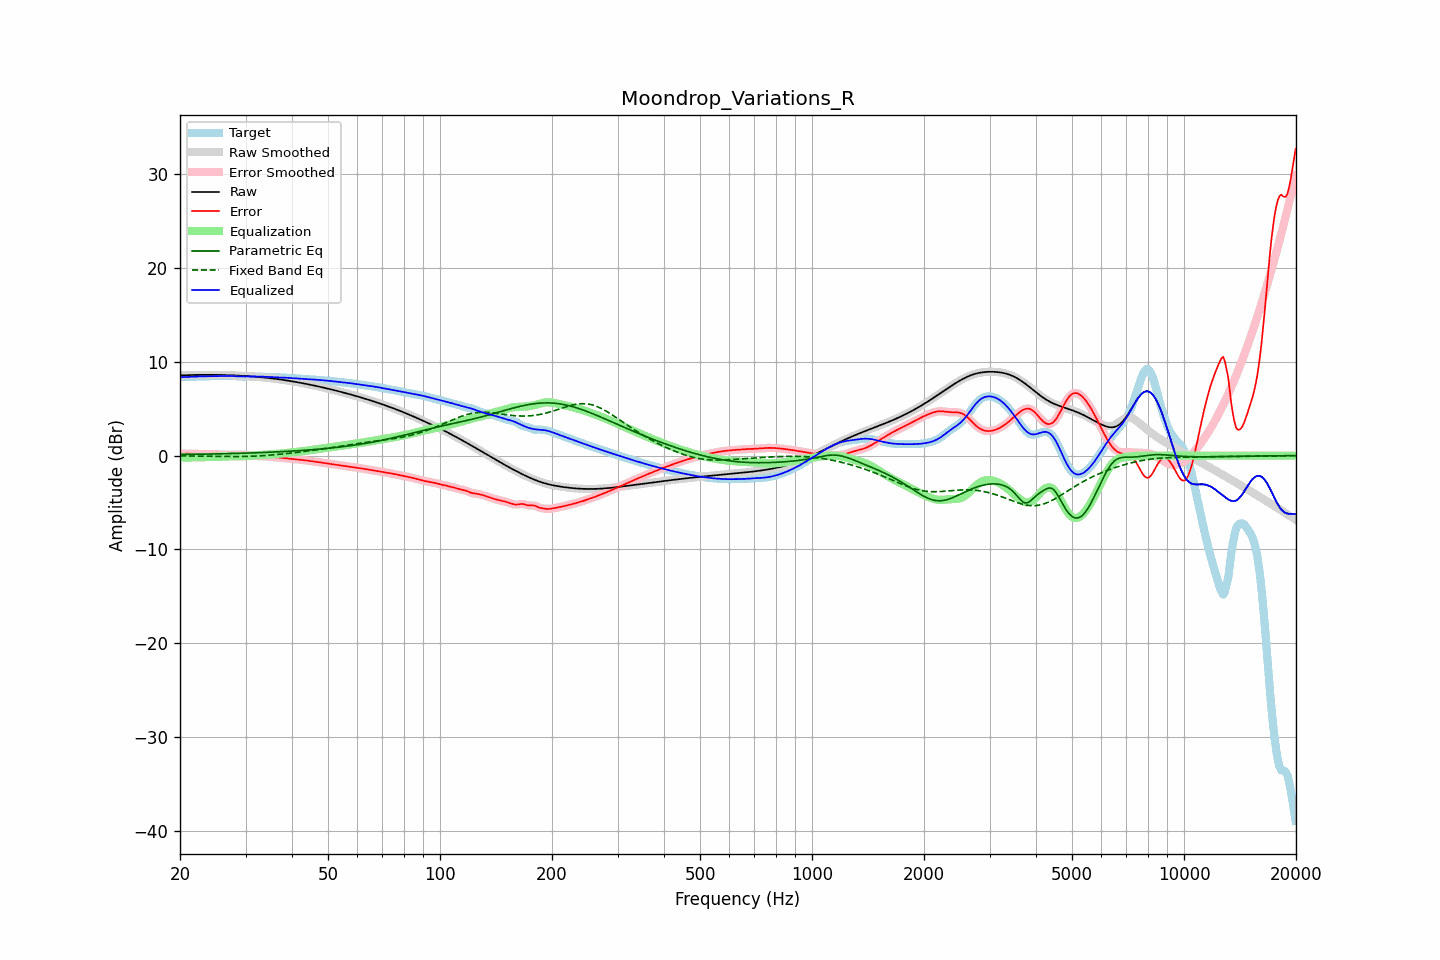 Moondrop_Variations_R
Target
Raw Smoothed
Error Smoothed
Raw
Error
Equalization
Parametric Eq
Fixed Band Eq
Equalized
30
20
10
0
−10
−20
−30
−40
Amplitude (dBr)
20 50 100 200 500 1000 2000 5000 10000 20000
Frequency (Hz)